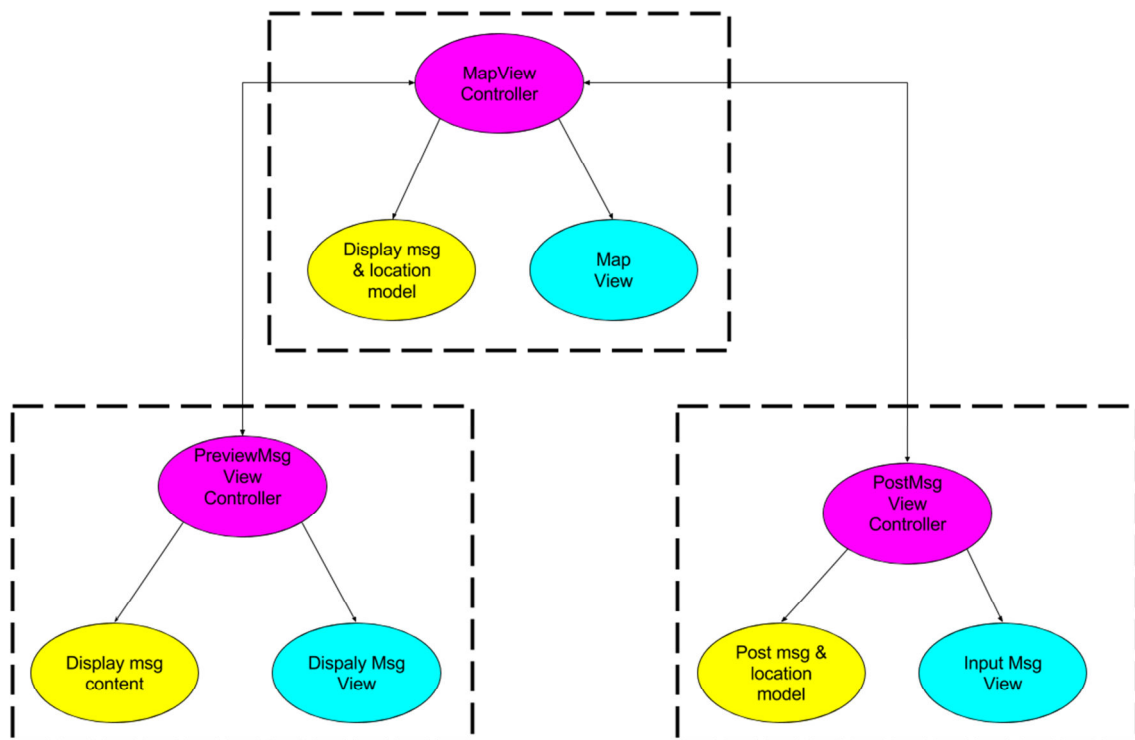 MapView
Controller
Display msg
& location
model
Map
View
PreviewMsg
View
Controller
Display msg
content
Dispaly Msg
View
PostMsg
View
Controller
Post msg &
location
model
Input Msg
View